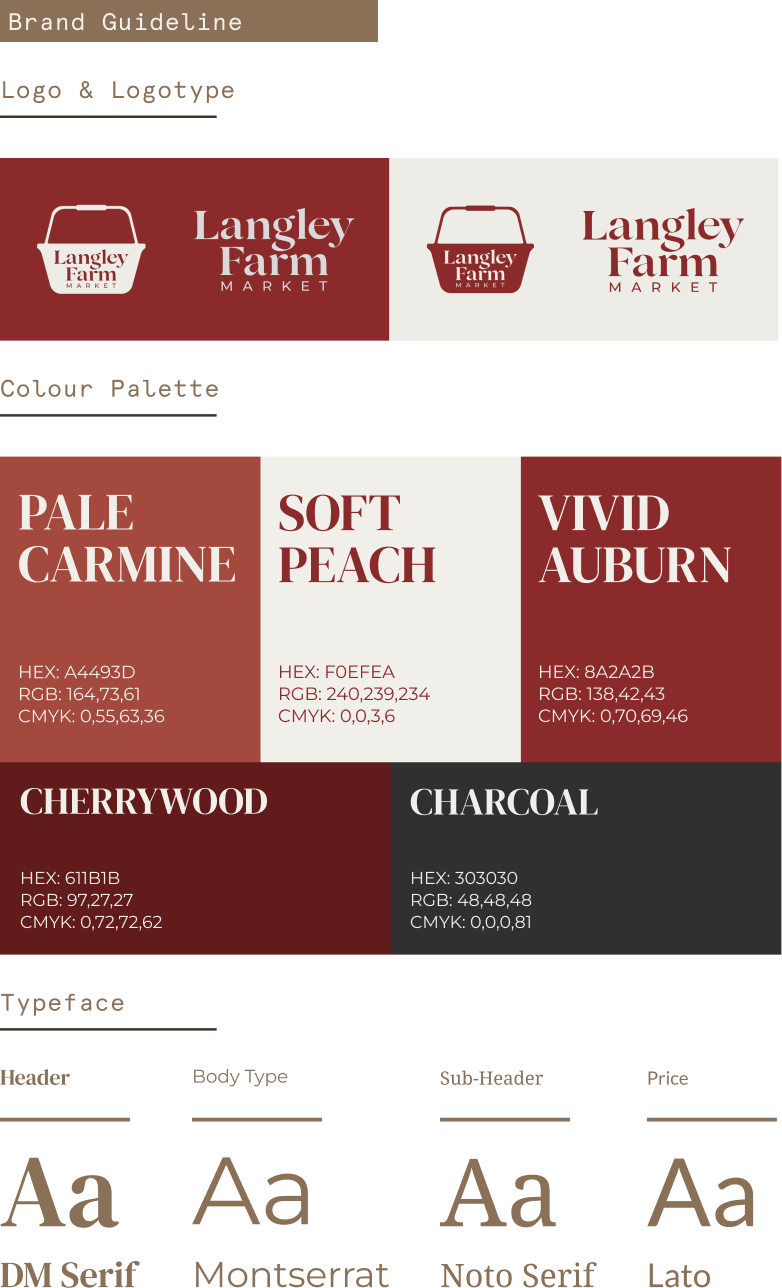 Brand Guideline
Logo & Logotype
Langley
Farm
MARKET
Langley
Farm
MARKET
Langley
Farm
MARKET
Langley
Farm
MARKET
Colour Palette
PALE
CARMINE
HEX: A4493D
RGB: 164,73,61
CMYK: 0,55,63,36
SOFT
PEACH
HEX: F0EFEA
RGB: 240,239,234
CMYK: 0,0,3,6
VIVID
AUBURN
HEX: 8A2A2B
RGB: 138,42,43
CMYK: 0,70,69,46
CHERRYWOOD
HEX: 611B1B
RGB: 97,27,27
CMYK: 0,72,72,62
CHARCOAL
HEX: 303030
RGB: 48,48,48
CMYK: 0,0,0,81
Typeface
Header
Aa
DM Serif
Body Type
Aa
Montserrat
Sub-Header
Aa
Noto Serif
Price
Aa
Lato